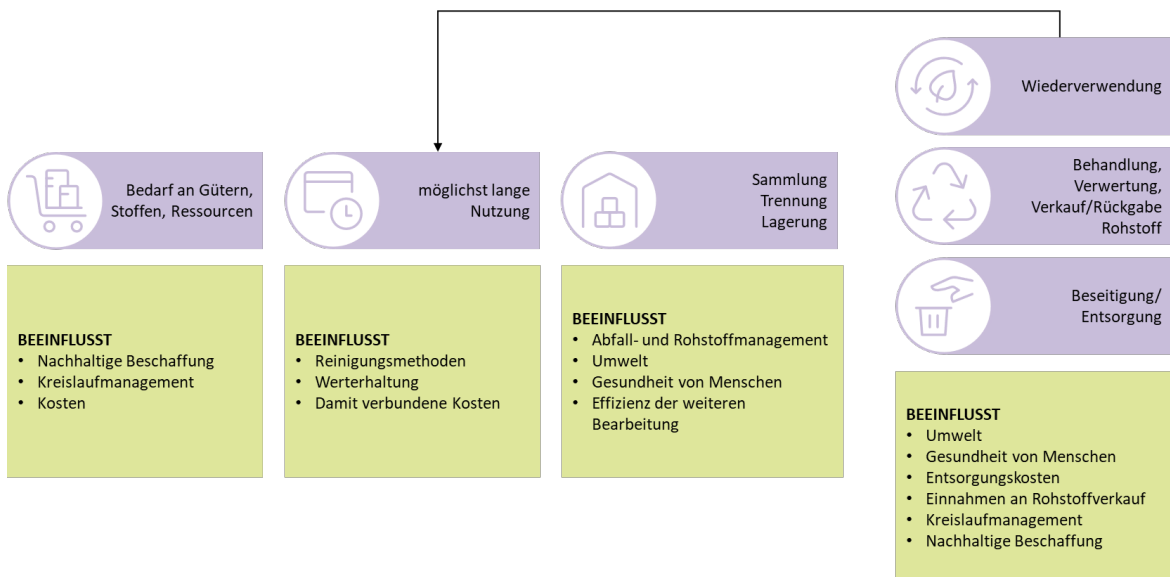 Wiederverwendung
Bedarf an Gütern,
Stoffen, Ressourcen
möglichst lange
Nutzung
Sammlung
Trennung
Lagerung
Behandlung,
Verwertung,
Verkauf/Rückgabe
Rohstoff
Beseitigung/
Entsorgung
BEEINFLUSST
• Nachhaltige Beschaffung
• Kreislaufmanagement
• Kosten
BEEINFLUSST
• Reinigungsmethoden
• Werterhaltung
• Damit verbundene Kosten
BEEINFLUSST
• Abfall- und Rohstoffmanagement
• Umwelt
• Gesundheit von Menschen
• Effizienz der weiteren
Bearbeitung
BEEINFLUSST
• Umwelt
• Gesundheit von Menschen
• Entsorgungskosten
• Einnahmen an Rohstoffverkauf
• Kreislaufmanagement
• Nachhaltige Beschaffung